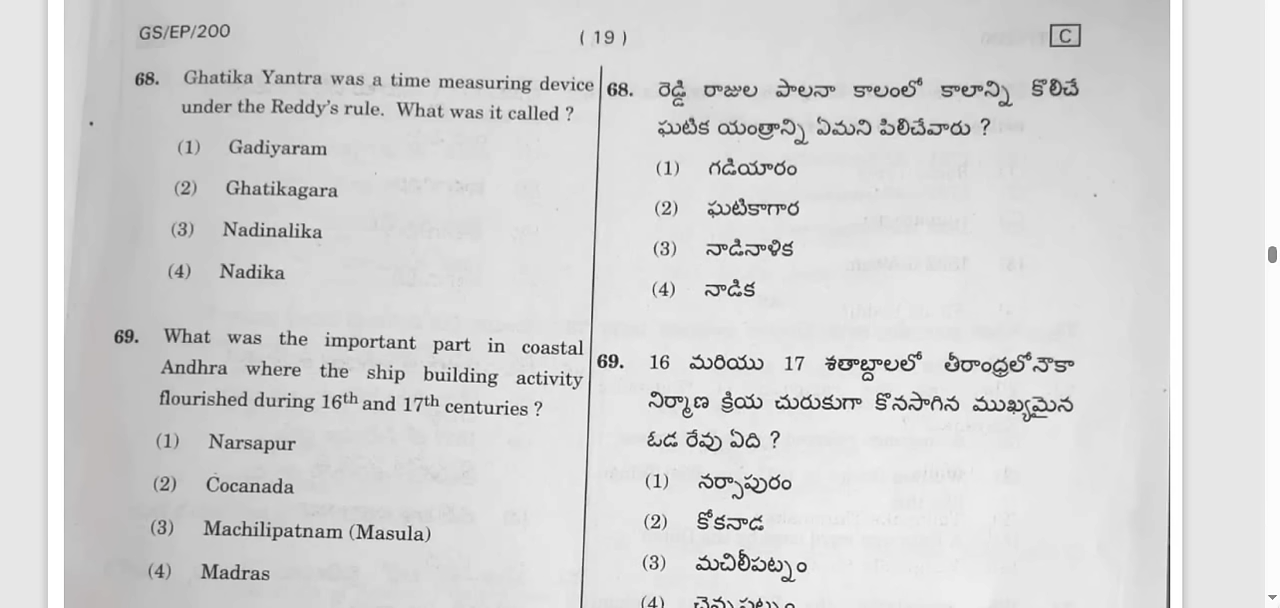 GS/EP/200
( 19 )
C
68. Ghatika Yantra was a time measuring device
under the Reddy's rule. What was it called ?
(1) Gadiyaram
(2) Ghatikagara
(3) Nadinalika
(4) Nadika
69. What was the important part in coastal
Andhra where the ship building activity
flourished during 16th and 17th centuries ?
(1) Narsapur
(2) Cocanada
(3) Machilipatnam (Masula)
(4) Madras
68. రెడ్డి రాజుల పాలనా కాలంలో కాలాన్ని కొలిచే
ఘటిక యంత్రాన్ని ఏమని పిలిచేవారు ?
(1) గడియారం
(2) ఘటికాగార
(3) నాడినాళిక
(4) నాడిక
69. 16 మరియు 17 శతాబ్దాలలో తీరాంధ్రలో నౌకా
నిర్మాణ క్రియ చురుకుగా కొనసాగిన ముఖ్యమైన
ఓడ రేవు ఏది ?
(1) నర్సాపురం
(2) కోకనాడ
(3) మచిలీపట్నం
(4)